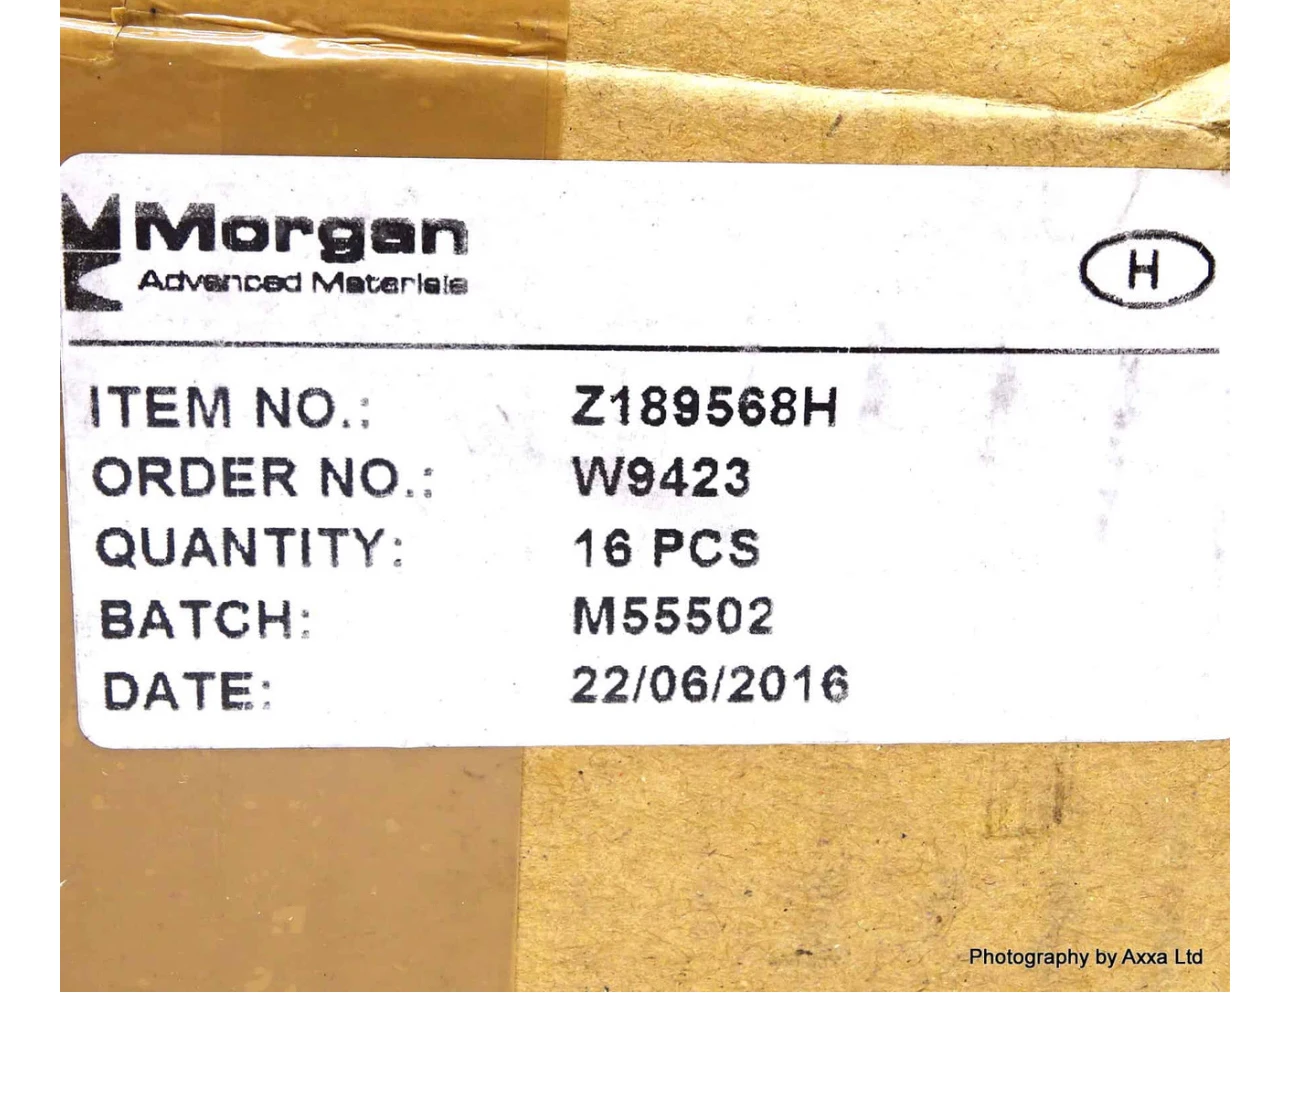 Morgan
Advanced Materials
H
ITEM NO.: Z189568H
ORDER NO.: W9423
QUANTITY: 16 PCS
BATCH: M55502
DATE: 22/06/2016
Photography by Axxa Ltd